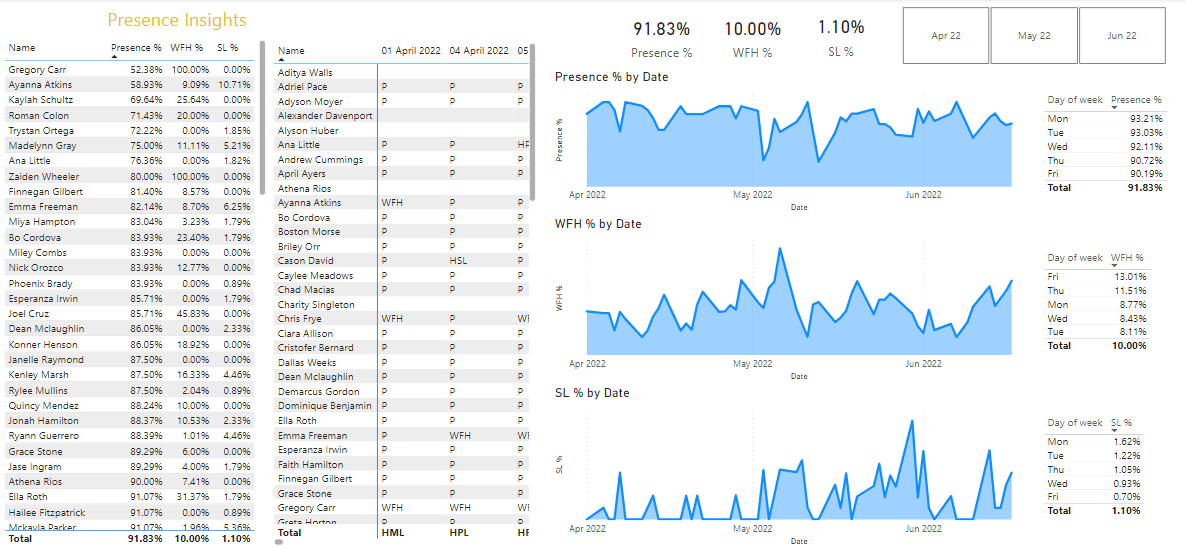 Presence Insights
Name Presence % WFH % SL %
Gregory Carr 52.38% 100.00% 0.00%
Ayanna Atkins 58.93% 9.09% 10.71%
Kaylah Schultz 69.64% 25.64% 0.00%
Roman Colon 71.43% 20.00% 0.00%
Trystan Ortega 72.22% 0.00% 1.85%
Madelynn Gray 75.00% 11.11% 5.21%
Ana Little 76.36% 0.00% 1.82%
Zaiden Wheeler 80.00% 100.00% 0.00%
Finnegan Gilbert 81.40% 8.57% 0.00%
Emma Freeman 82.14% 8.70% 6.25%
Miya Hampton 83.04% 3.23% 1.79%
Bo Cordova 83.93% 23.40% 1.79%
Miley Combs 83.93% 0.00% 0.00%
Nick Orozco 83.93% 12.77% 0.00%
Phoenix Brady 83.93% 0.00% 0.89%
Esperanza Irwin 85.71% 0.00% 1.79%
Joel Cruz 85.71% 45.83% 0.00%
Dean Mclaughlin 86.05% 0.00% 2.33%
Konner Henson 86.05% 18.92% 0.00%
Janelle Raymond 87.50% 0.00% 0.00%
Kenley Marsh 87.50% 16.33% 4.46%
Rylee Mullins 87.50% 2.04% 0.89%
Quincy Mendez 88.24% 10.00% 0.00%
Jonah Hamilton 88.37% 10.53% 2.33%
Ryann Guerrero 88.39% 1.01% 4.46%
Grace Stone 89.29% 6.00% 0.00%
Jase Ingram 89.29% 4.00% 1.79%
Athena Rios 90.00% 7.41% 0.00%
Ella Roth 91.07% 31.37% 1.79%
Hailee Fitzpatrick 91.07% 0.00% 0.89%
Mckayla Parker 91.07% 1.96% 5.36%
Total 91.83% 10.00% 1.10%
Name 01 April 2022 04 April 2022 05
Aditya Walls
Adriel Pace P P P
Adyson Moyer P P P
Alexander Davenport
Alyson Huber
Ana Little P P HP
Andrew Cummings P P P
April Ayers P P P
Athena Rios
Ayanna Atkins WFH P P
Bo Cordova P P P
Boston Morse P P P
Briley Orr P P P
Cason David P HSL P
Caylee Meadows P P P
Chad Macias P P P
Charity Singleton
Chris Frye WFH P WF
Ciara Allison P P P
Cristofer Bernard P P P
Dallas Weeks P P P
Dean Mclaughlin P P P
Demarcus Gordon P P P
Dominique Benjamin P P P
Ella Roth P P P
Emma Freeman P WFH WF
Esperanza Irwin P P P
Faith Hamilton P P P
Finnegan Gilbert P P P
Grace Stone P P P
Gregory Carr WFH WFH WF
Greta Horton P P P
Total HML HPL HF
91.83%
Presence %
10.00%
WFH %
1.10%
SL %
Apr 22
May 22
Jun 22
Presence % by Date
Presence %
Apr 2022 May 2022 Jun 2022
Date
Day of week Presence %
Mon 93.21%
Tue 93.03%
Wed 92.11%
Thu 90.72%
Fri 90.19%
Total 91.83%
WFH % by Date
WFH %
Apr 2022 May 2022 Jun 2022
Date
Day of week WFH %
Fri 13.01%
Thu 11.51%
Mon 8.77%
Wed 8.43%
Tue 8.11%
Total 10.00%
SL % by Date
SL %
Apr 2022 May 2022 Jun 2022
Date
Day of week SL %
Mon 1.62%
Tue 1.22%
Thu 1.05%
Wed 0.93%
Fri 0.70%
Total 1.10%